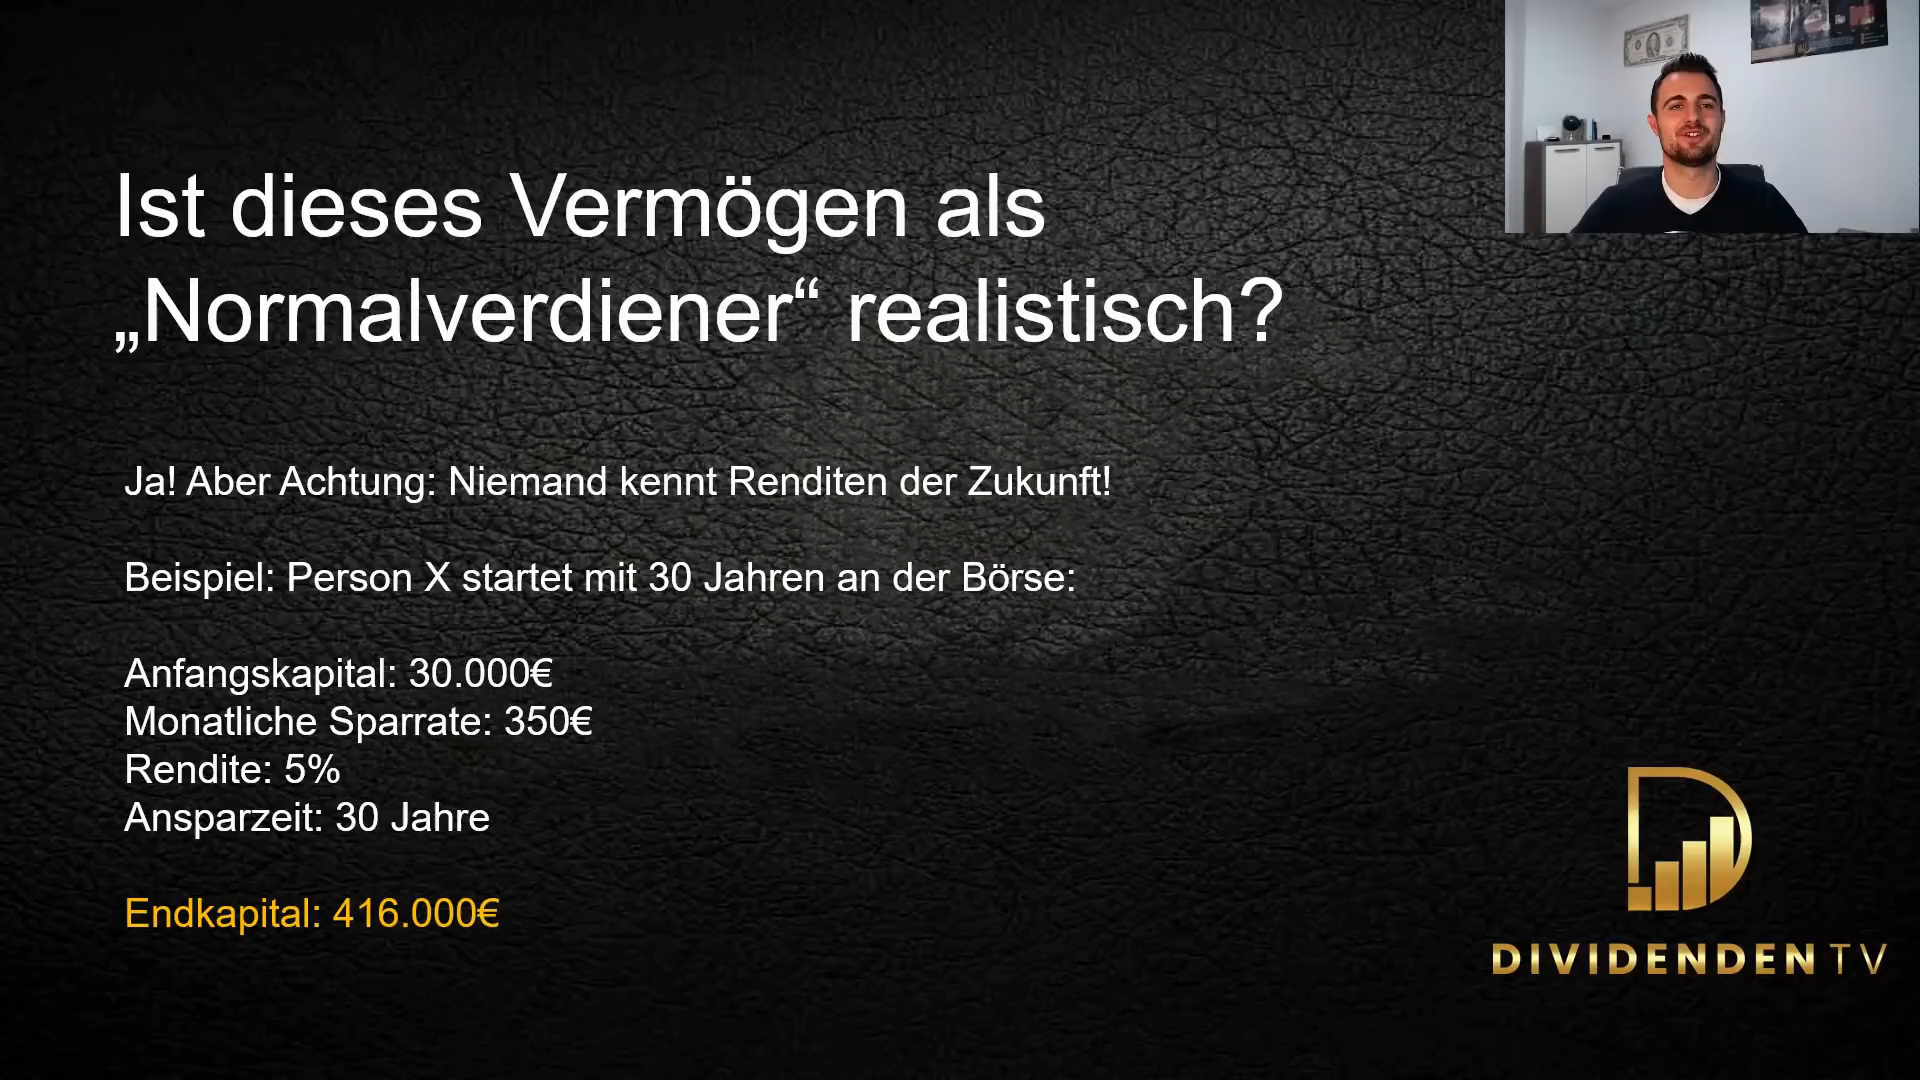 Ist dieses Vermögen als
„Normalverdiener“ realistisch?
Ja! Aber Achtung: Niemand kennt Renditen der Zukunft!
Beispiel: Person X startet mit 30 Jahren an der Börse:
Anfangskapital: 30.000€
Monatliche Sparrate: 350€
Rendite: 5%
Ansparzeit: 30 Jahre
Endkapital: 416.000€
DIVIDENDEN TV